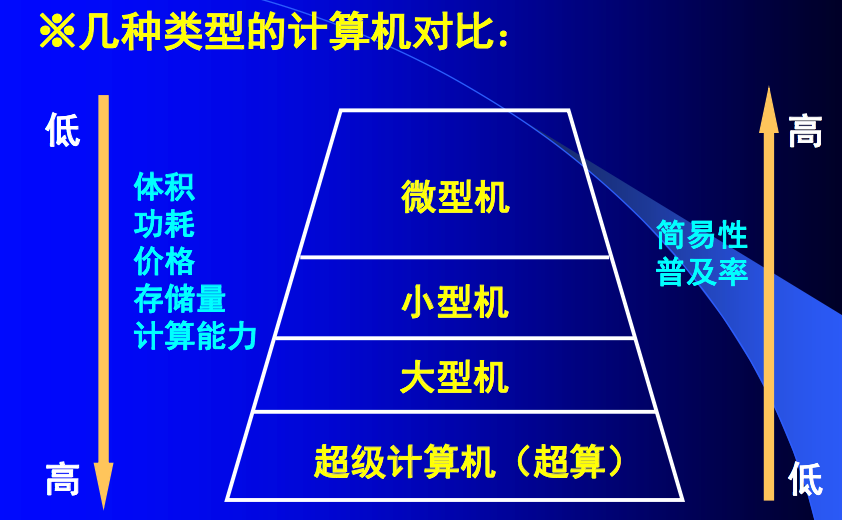 ※几种类型的计算机对比：
低
高
体积
功耗
价格
存储量
计算能力
微型机
小型机
大型机
超级计算机（超算）
简易性
普及率
高
低